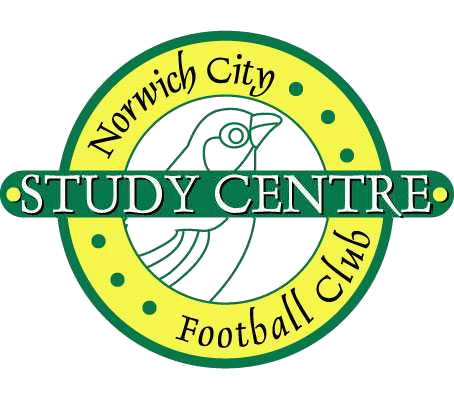 Norwich City
STUDY CENTRE
Football Club